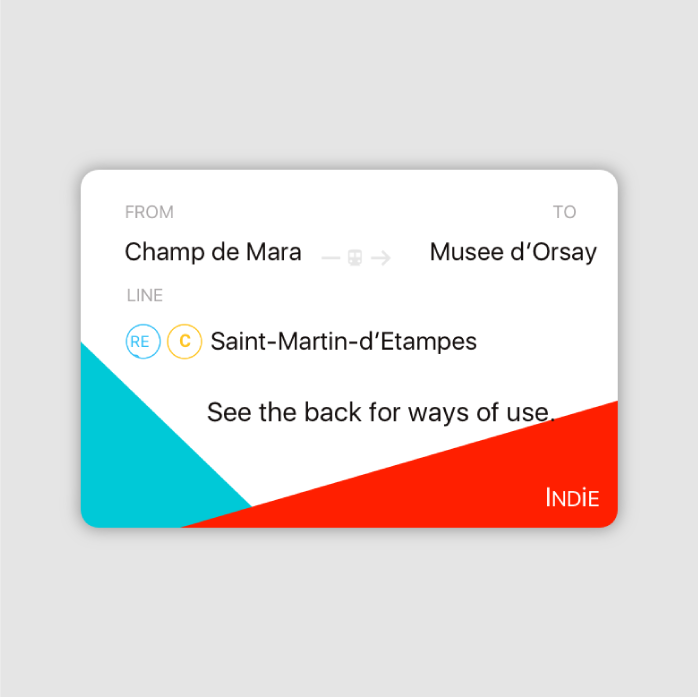 FROM TO
Champ de Mara Musee d'Orsay
LINE
RE C Saint-Martin-d'Etampes
See the back for ways of use.
INDiE